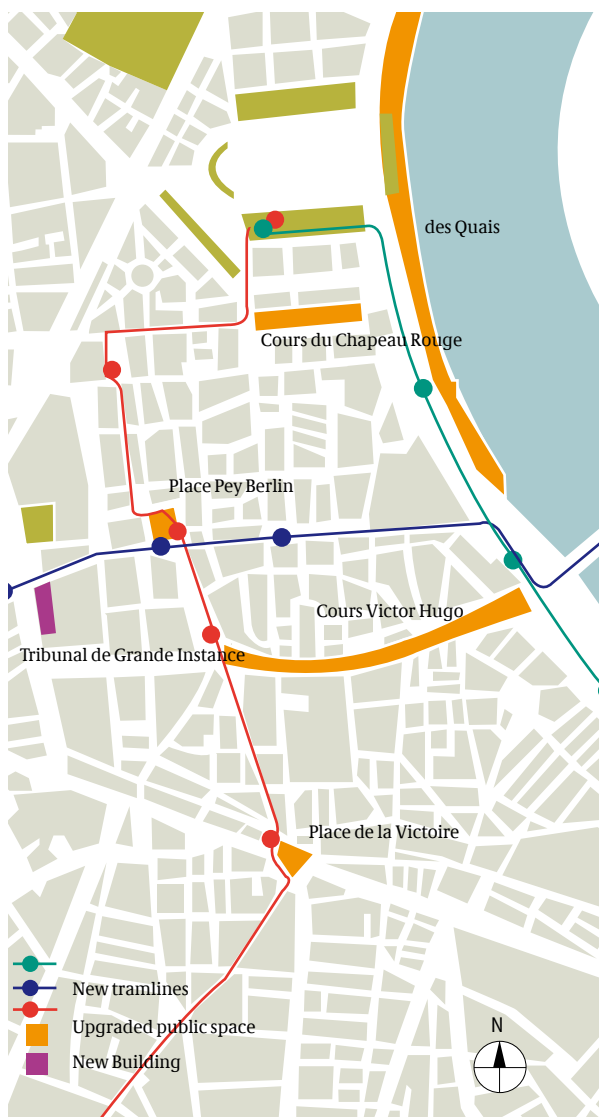 des Quais
Cours du Chapeau Rouge
Place Pey Berlin
Cours Victor Hugo
Tribunal de Grande Instance
Place de la Victoire
New tramlines
Upgraded public space
New Building
N